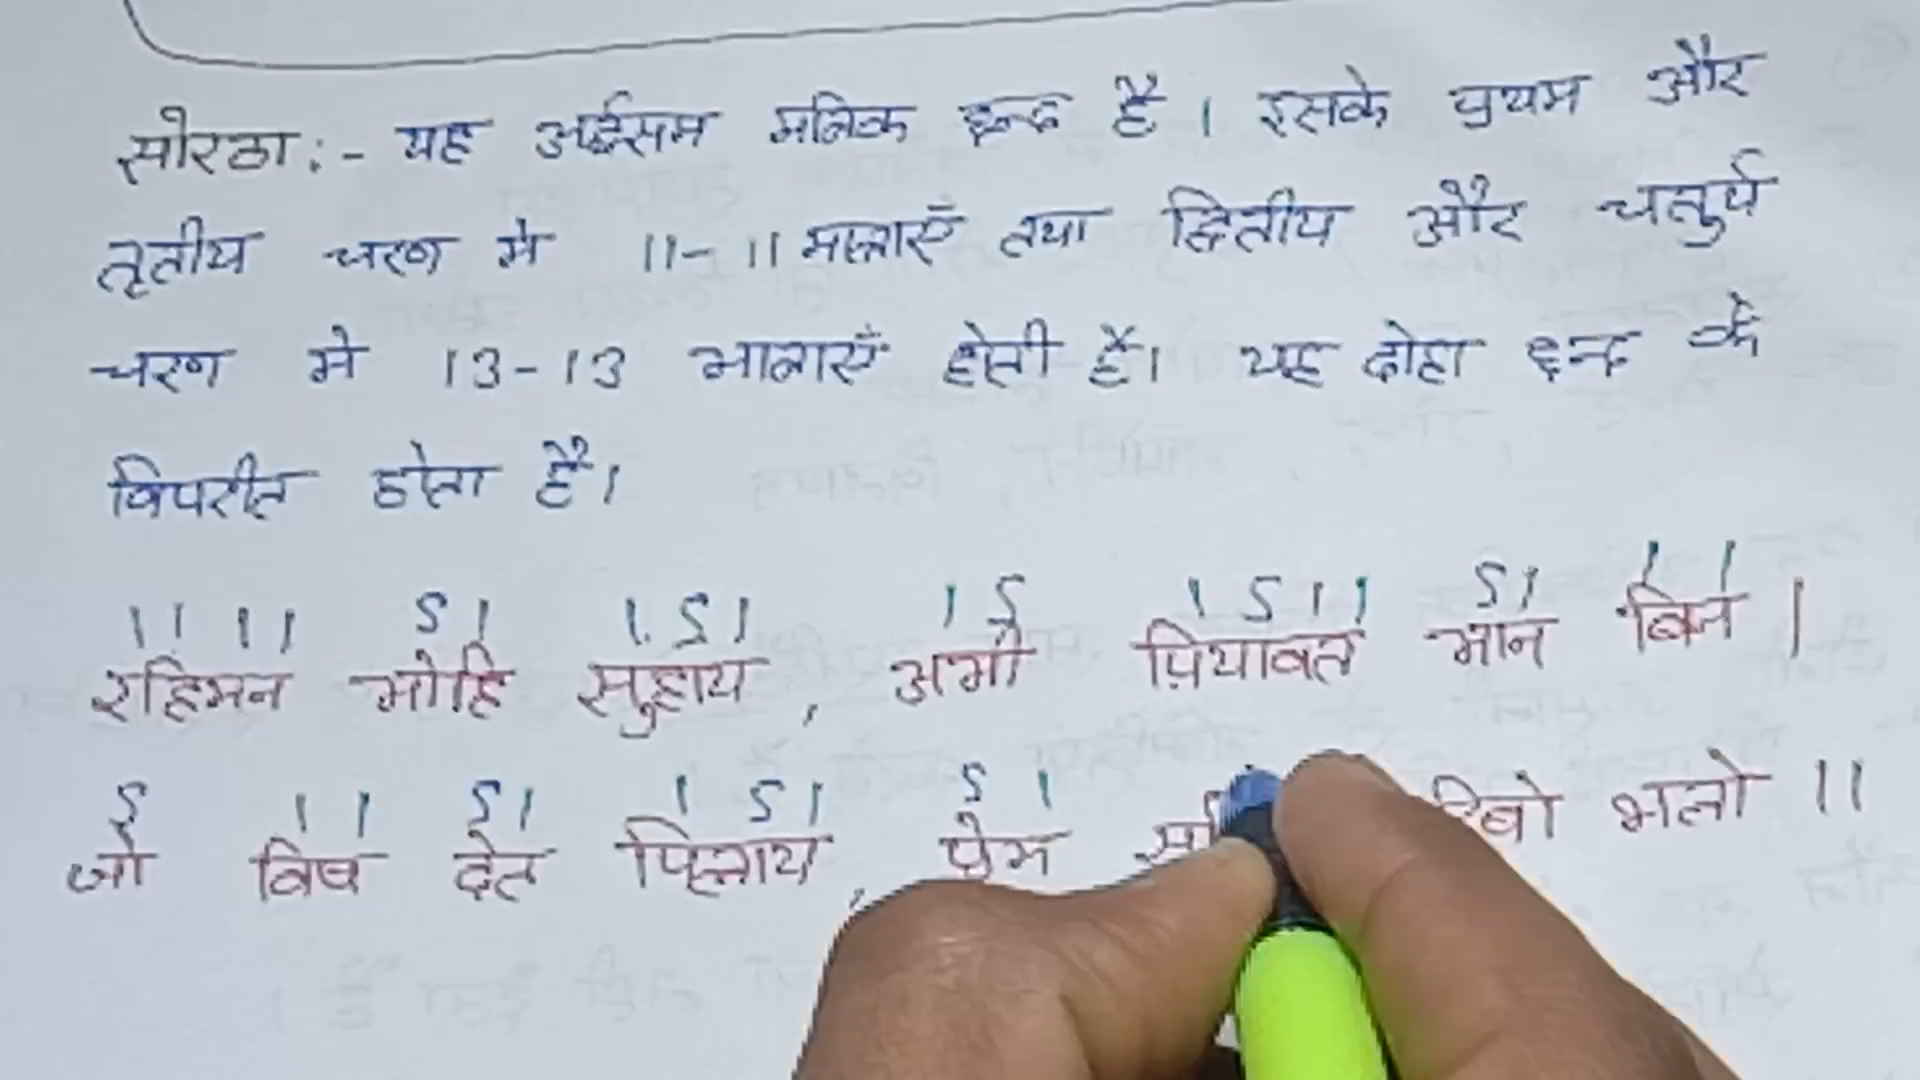 सोरठा :- यह अर्द्धसम मात्रिक छन्द है । इसके प्रथम और
तृतीय चरण मे 11-11 मात्राएँ तथा द्वितीय और चतुर्थ
चरण मे 13-13 मात्राएँ होती हैं। यह दोहा छन्द के
विपरीत होता है।
।। ।। ऽ। ।ऽ। ।ऽ ।ऽ।। ऽ। ।।
रहिमन मोहि सुहाय , अमी पियावत मान बिन ।
ऽ ।। ऽ। ।ऽ। ऽ।
जो विष देत पिलाय , प्रेम भलो ॥